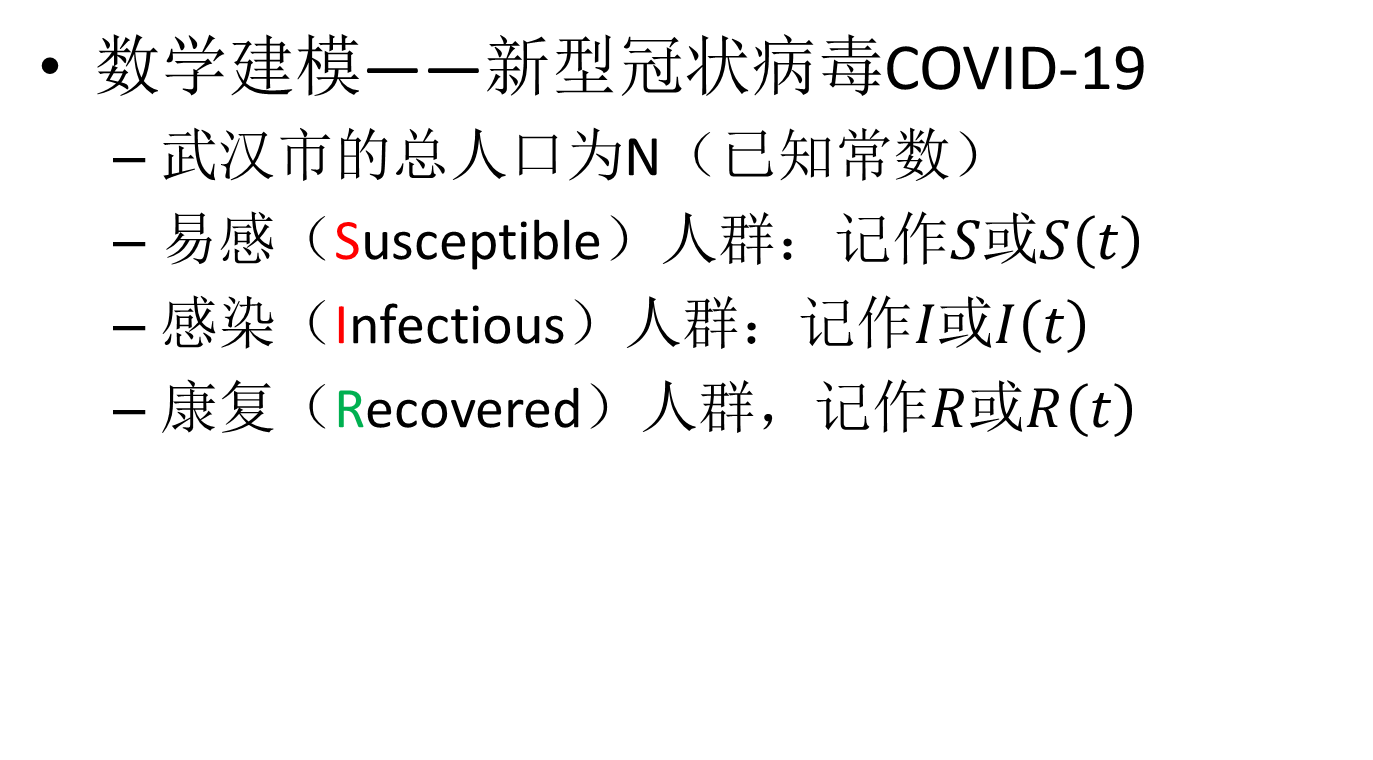 • 数学建模——新型冠状病毒COVID-19
– 武汉市的总人口为N（已知常数）
– 易感（Susceptible）人群：记作S或S(t)
– 感染（Infectious）人群：记作I或I(t)
– 康复（Recovered）人群，记作R或R(t)